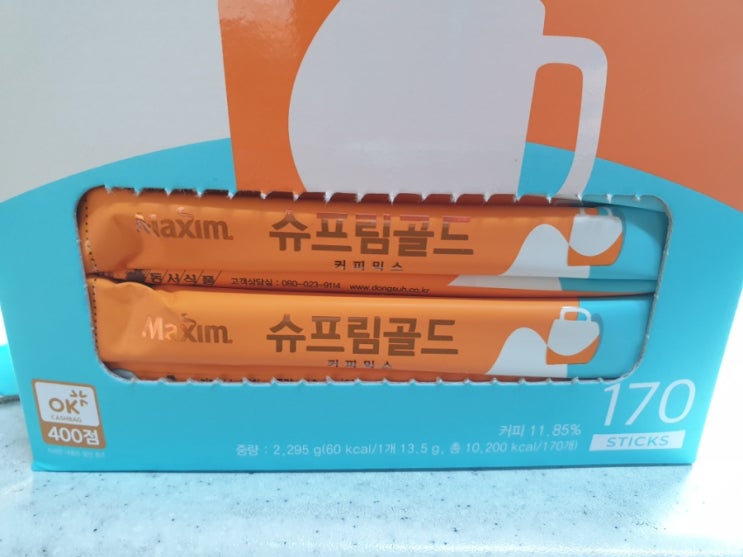 Maxim
슈프림골드
커피믹스
동서식품 고객상담실 : 080-023-9114 www.dongsuh.co.kr
Maxim
슈프림골드
커피믹스
OK
CASHBAG
400점
170
STICKS
커피 11.85%
중량 : 2,295 g(60 kcal/1개 13.5 g, 총 10,200 kcal/170개)